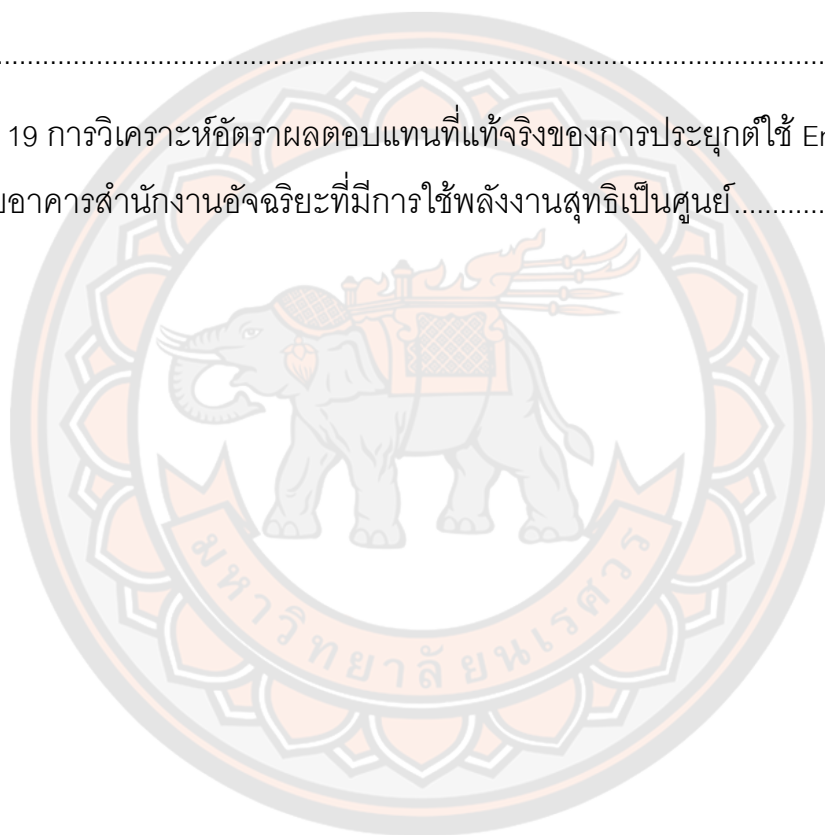 ................................................................................................................
19 การวิเคราะห์อัตราผลตอบแทนที่แท้จริงของการประยุกต์ใช้
อาคารสำนักงานอัจฉริยะที่มีการใช้พลังงานสุทธิเป็นศูนย์............
มหาวิทยาลัยนเรศวร